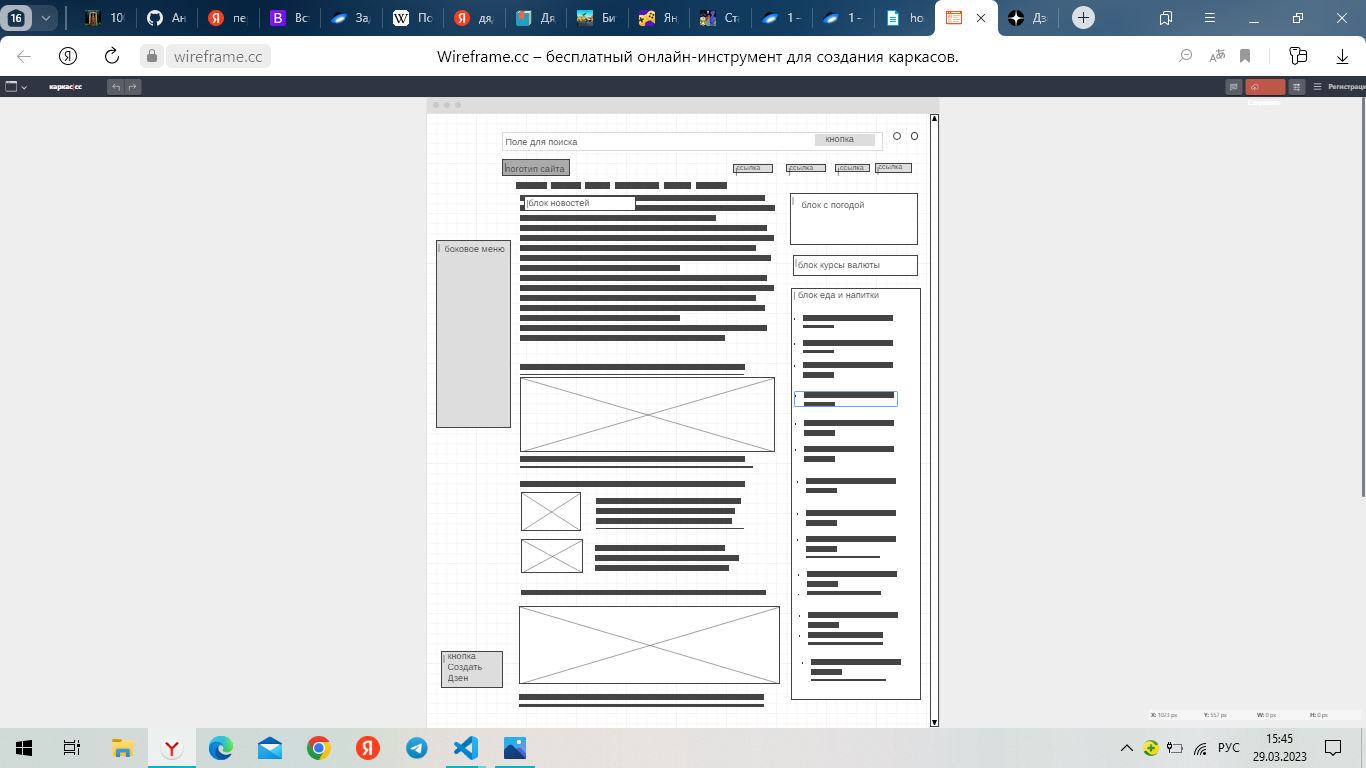 16
10
Ан
пе
Вс
За
По
дя
Дя
Би
Ян
Ста
1 –
1 –
ho
Дз
wireframe.cc
Wireframe.cc – бесплатный онлайн-инструмент для создания каркасов.
каркас|cc
Регистраци
Сохранить
Поле для поиска
кнопка
логотип сайта
ссылка
ссылка
ссылка
ссылка
блок новостей
блок с погодой
боковое меню
блок курсы валюты
блок еда и напитки
кнопка
Создать
Дзен
X: 1023 px
Y: 557 px
W: 0 px
H: 0 px
РУС
15:45
29.03.2023